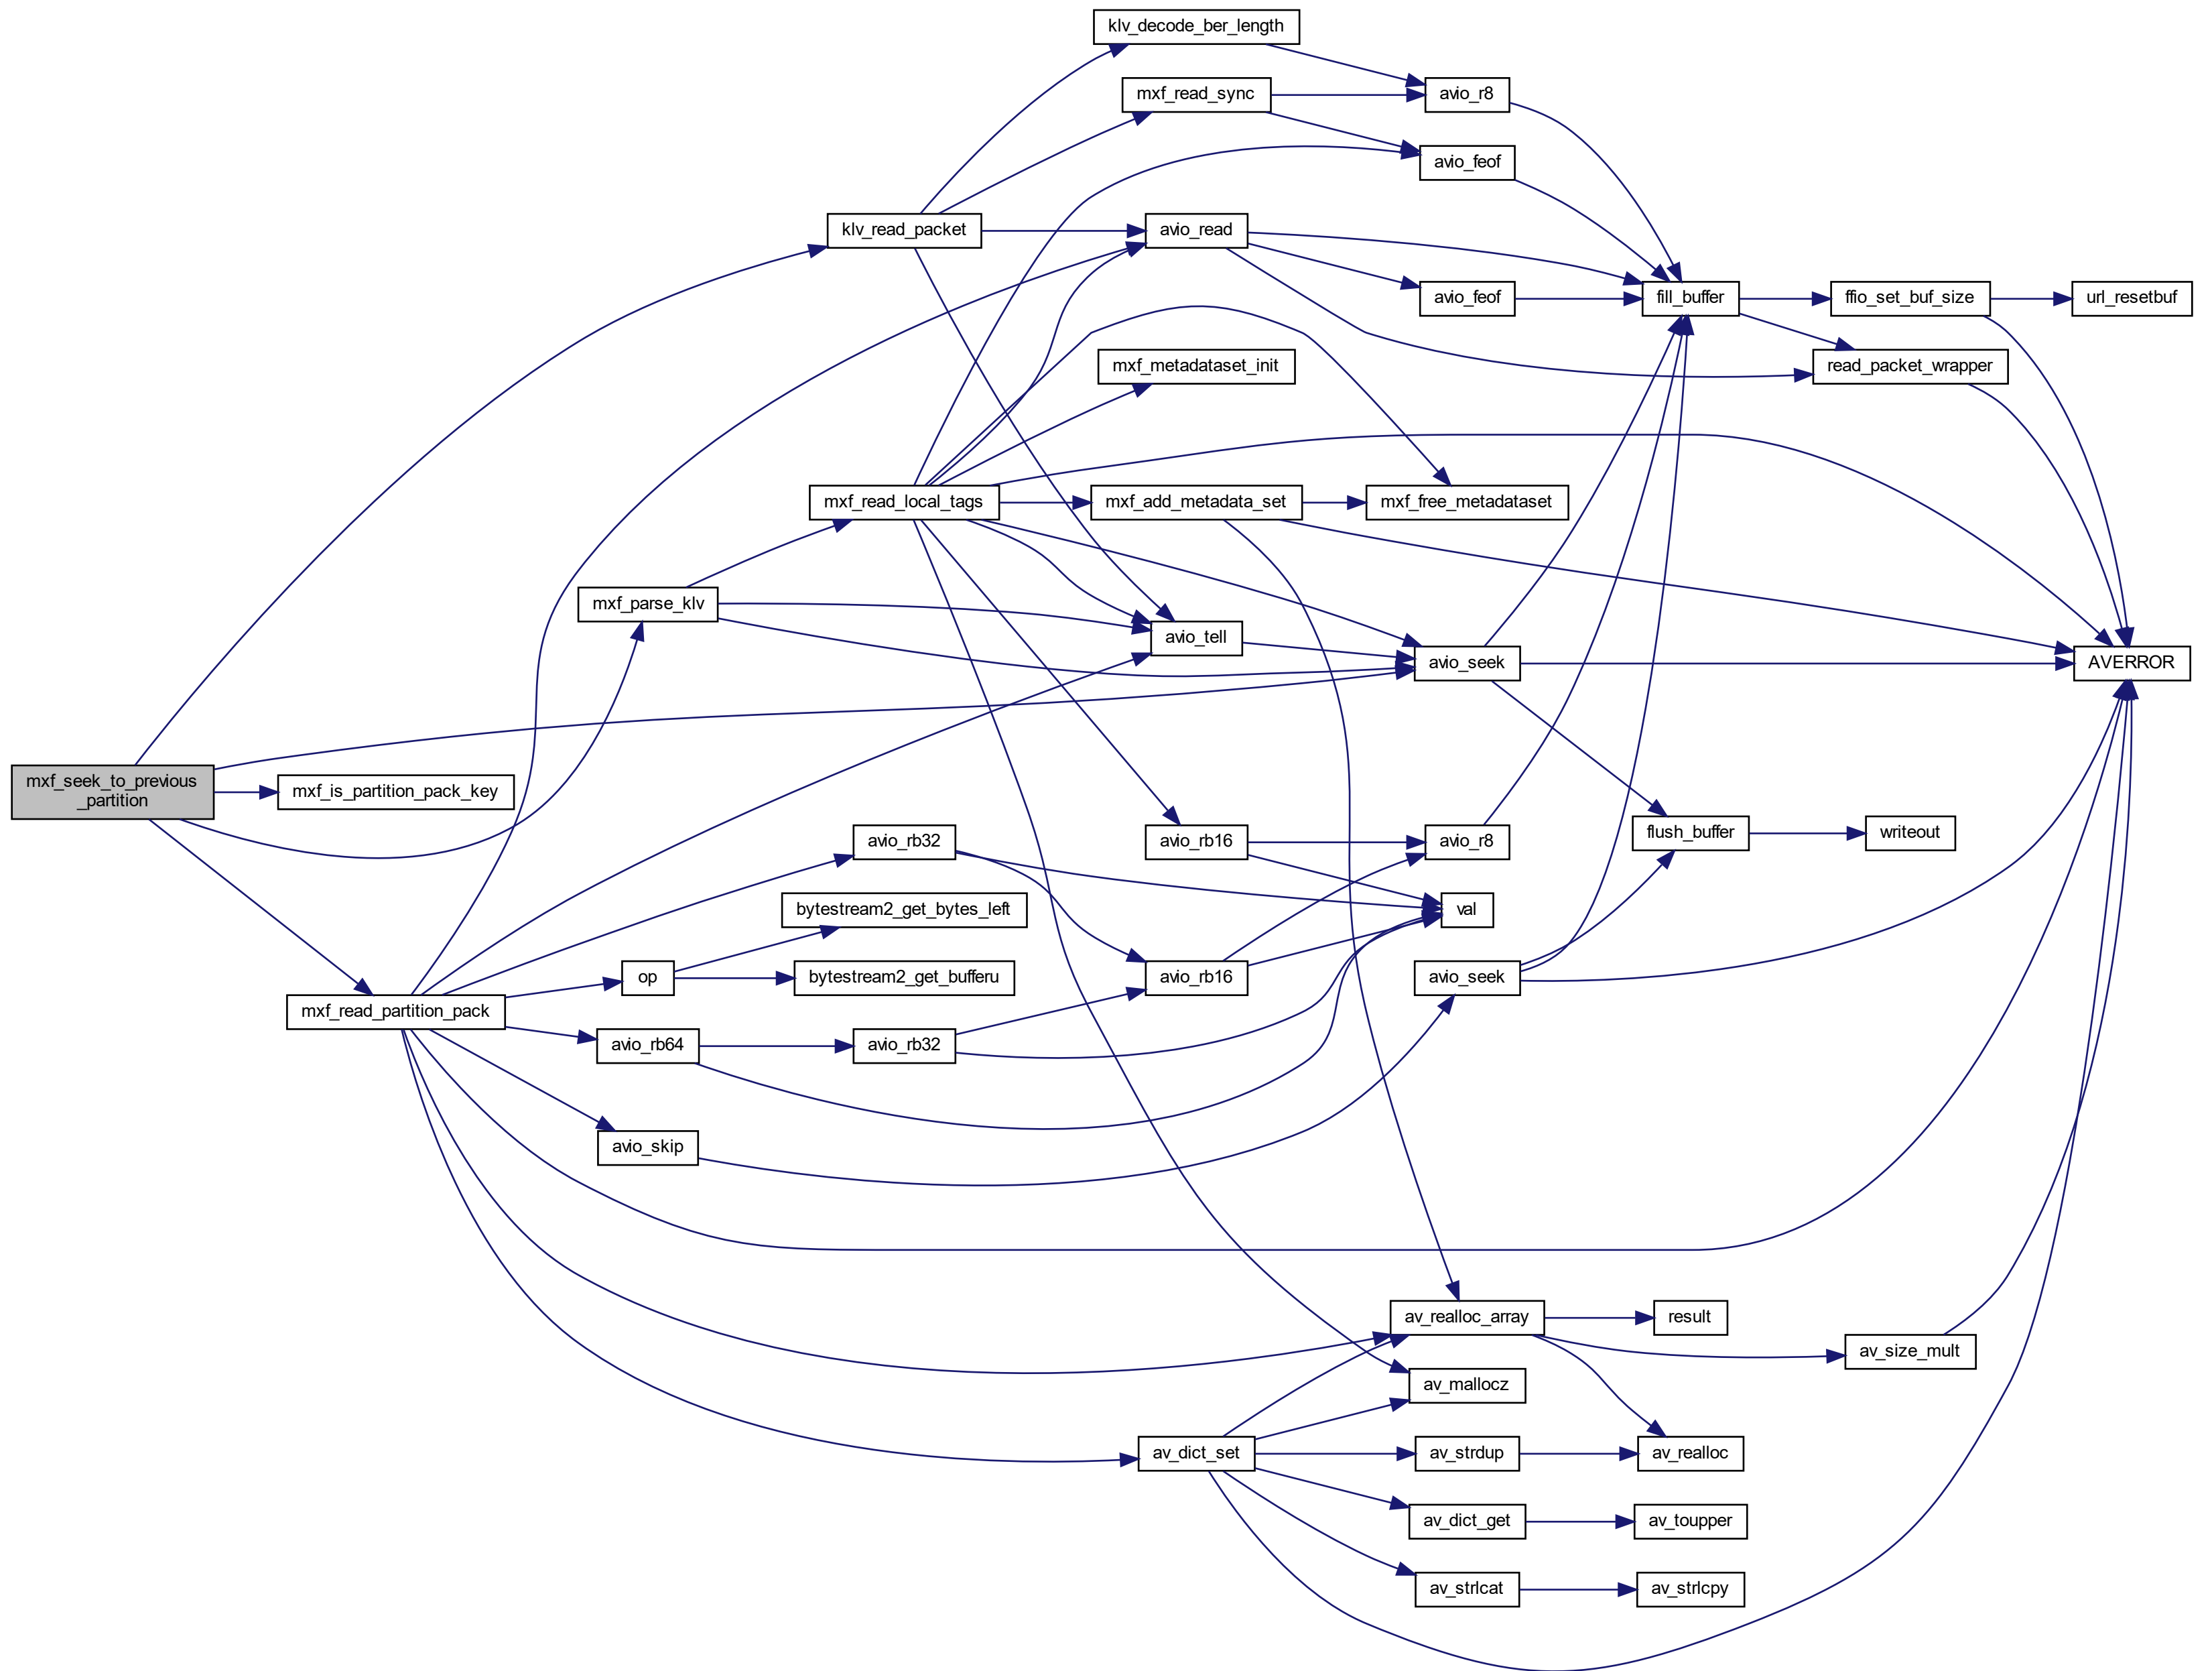 klv_decode_ber_length
mxf_read_sync
avio_r8
avio_feof
klv_read_packet
avio_read
avio_feof
fill_buffer
ffio_set_buf_size
url_resetbuf
mxf_metadataset_init
read_packet_wrapper
mxf_read_local_tags
mxf_add_metadata_set
mxf_free_metadataset
mxf_parse_klv
avio_tell
avio_seek
AVERROR
mxf_seek_to_previous
_partition
mxf_is_partition_pack_key
avio_rb32
avio_rb16
avio_r8
flush_buffer
writeout
bytestream2_get_bytes_left
val
op
bytestream2_get_bufferu
avio_rb16
avio_seek
mxf_read_partition_pack
avio_rb64
avio_rb32
avio_skip
av_realloc_array
result
av_size_mult
av_mallocz
av_dict_set
av_strdup
av_realloc
av_dict_get
av_toupper
av_strlcat
av_strlcpy